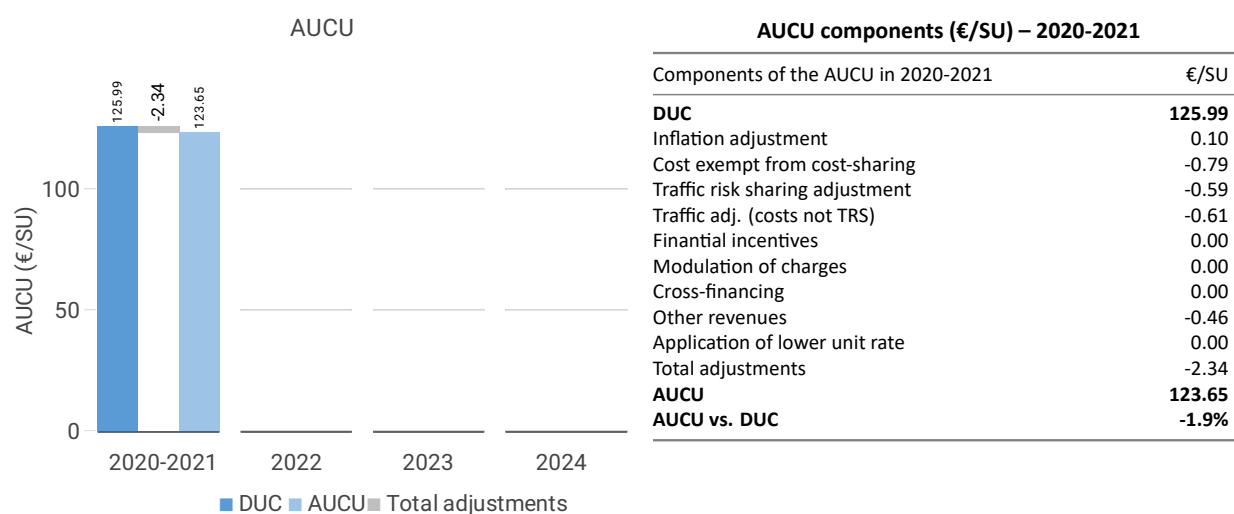 AUCU
125.99
-2.34
123.65
100
50
0
AUCU (€/SU)
2020-2021 2022 2023 2024
DUC AUCU Total adjustments
AUCU components (€/SU) – 2020-2021
Components of the AUCU in 2020-2021 €/SU
DUC 125.99
Inflation adjustment 0.10
Cost exempt from cost-sharing -0.79
Traffic risk sharing adjustment -0.59
Traffic adj. (costs not TRS) -0.61
Finantial incentives 0.00
Modulation of charges 0.00
Cross-financing 0.00
Other revenues -0.46
Application of lower unit rate 0.00
Total adjustments -2.34
AUCU 123.65
AUCU vs. DUC -1.9%